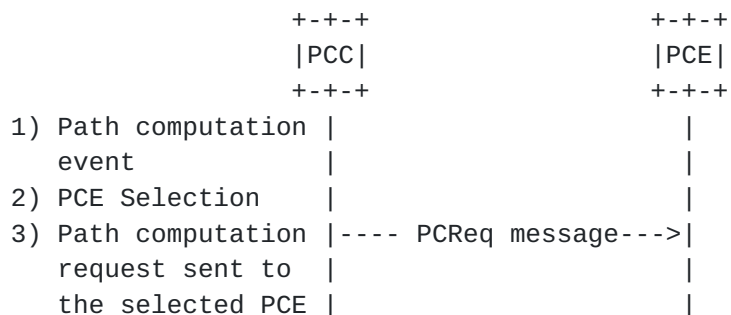 +-+-+                  +-+-+
|PCC|                  |PCE|
+-+-+                  +-+-+
1) Path computation |                      |
   event            |                      |
2) PCE Selection    |                      |
3) Path computation |---- PCReq message--->|
   request sent to  |                      |
   the selected PCE |                      |